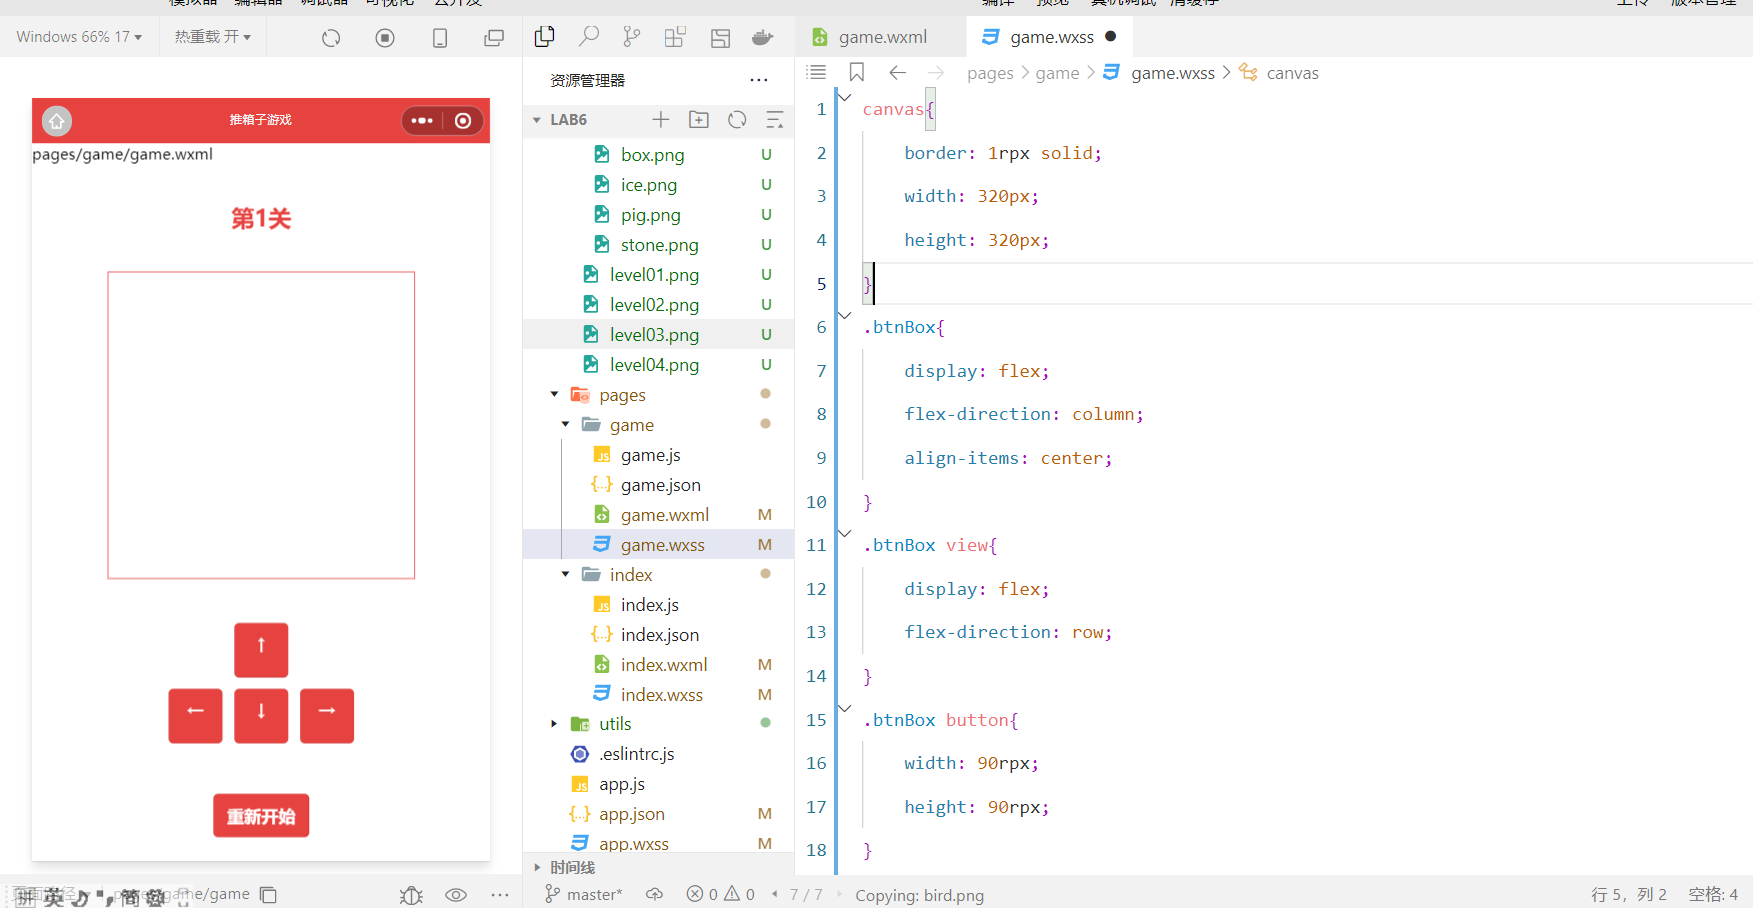 模拟器 编辑器 调试器 可视化 云开发
编译 预览 真机调试 清缓存
上传 版本管理
Windows 66% 17
热重载 开
推箱子游戏
pages/game/game.wxml
第1关
↑
← ↓ →
重新开始
pages/game
拼 英 简
资源管理器
LAB6
box.png U
ice.png U
pig.png U
stone.png U
level01.png U
level02.png U
level03.png U
level04.png U
pages
game
game.js
game.json
game.wxml M
game.wxss M
index
index.js
index.json
index.wxml M
index.wxss M
utils
.eslintrc.js
app.js
app.json M
app.wxss M
时间线
game.wxml
game.wxss
pages > game > game.wxss > canvas
1 canvas{
2 border: 1rpx solid;
3 width: 320px;
4 height: 320px;
5 }
6 .btnBox{
7 display: flex;
8 flex-direction: column;
9 align-items: center;
10 }
11 .btnBox view{
12 display: flex;
13 flex-direction: row;
14 }
15 .btnBox button{
16 width: 90rpx;
17 height: 90rpx;
18 }
master* 0 0 7 / 7 Copying: bird.png
行 5，列 2 空格: 4